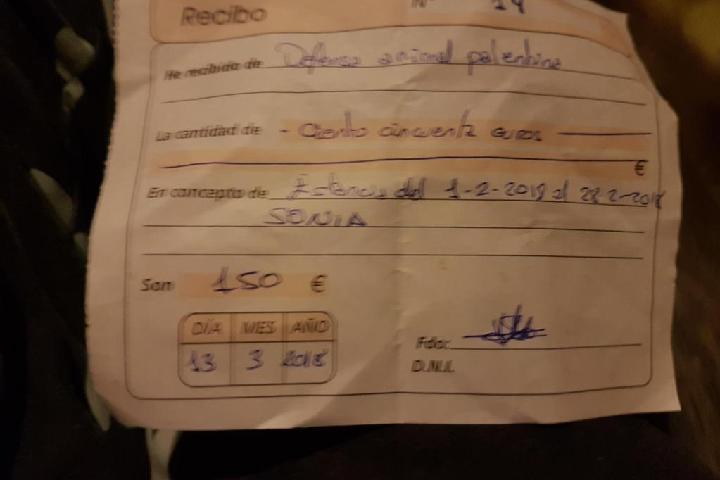 Recibo Nº 14
He recibido de Defensa animal palentina
La cantidad de - Ciento cincuenta euros
€
En concepto de Estancia del 1-2-2018 al 28-2-2018
SONIA
Son 150 €
DÍA MES AÑO
13 3 2018
Fdo:
D.N.I.